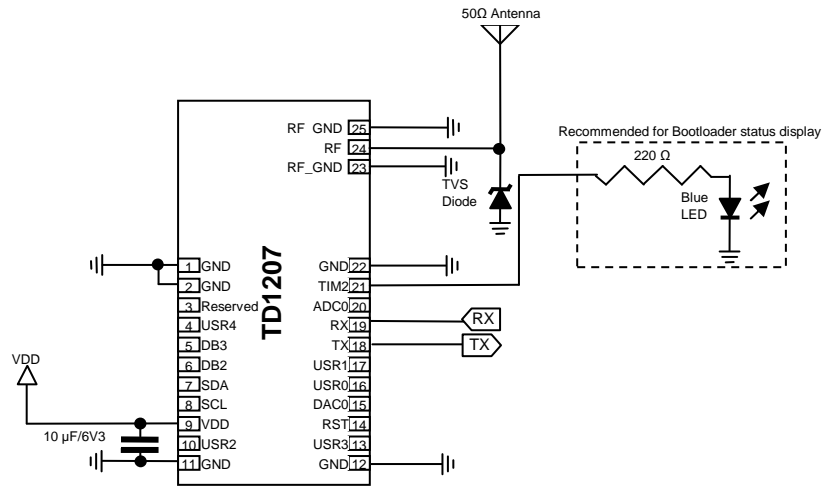 50Ω Antenna
RF GND 25
RF 24
RF_GND 23
TVS
Diode
Recommended for Bootloader status display
220 Ω
Blue
LED
TD1207
1 GND
2 GND
3 Reserved
4 USR4
5 DB3
6 DB2
7 SDA
8 SCL
9 VDD
10 USR2
11 GND
GND 22
TIM2 21
ADC0 20
RX 19
TX 18
USR1 17
USR0 16
DAC0 15
RST 14
USR3 13
GND 12
RX
TX
VDD
10 µF/6V3